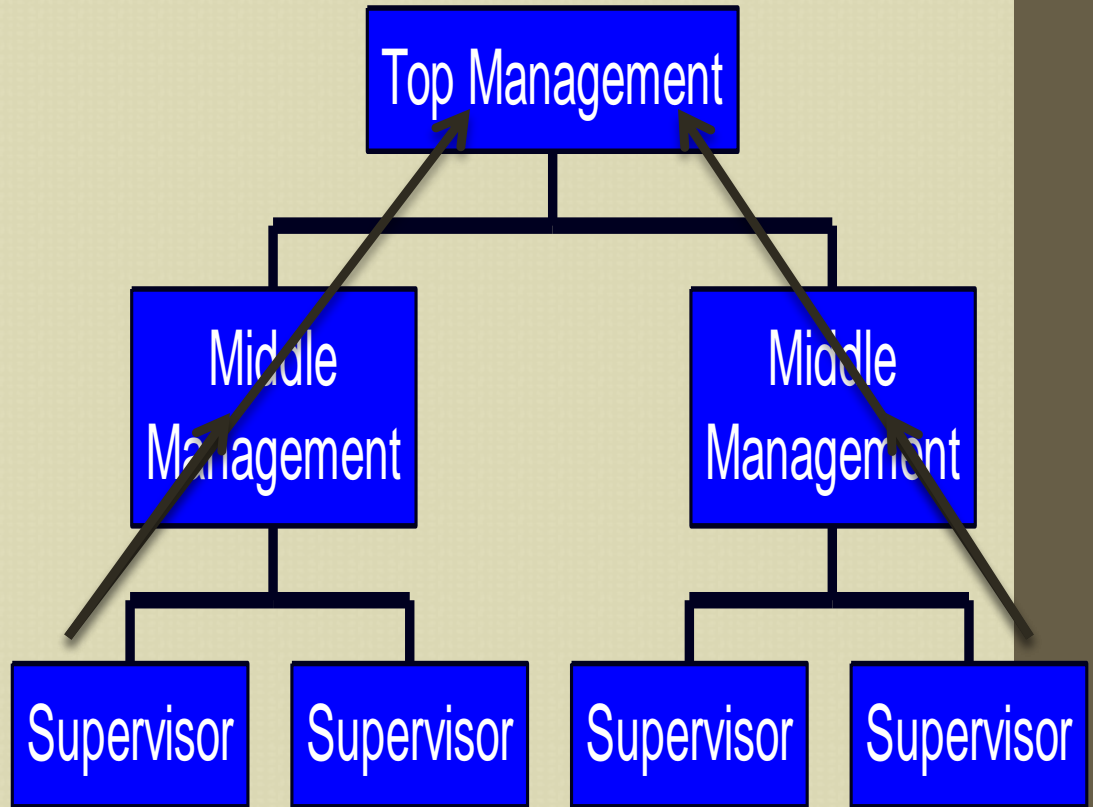 Top Management
Middle
Management
Middle
Management
Supervisor
Supervisor
Supervisor
Supervisor